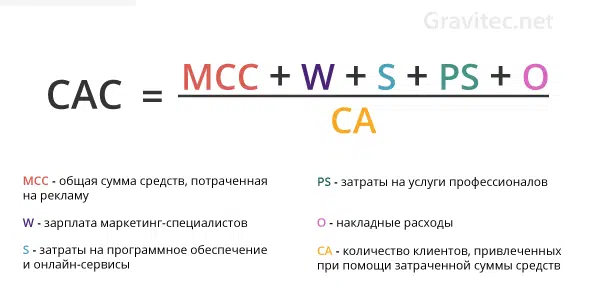 Gravitec.net
CAC = MCC + W + S + PS + O
CA
MCC - общая сумма средств, потраченная
на рекламу
W - зарплата маркетинг-специалистов
S - затраты на программное обеспечение
и онлайн-сервисы
PS - затраты на услуги профессионалов
O - накладные расходы
CA - количество клиентов, привлеченных
при помощи затраченной суммы средств